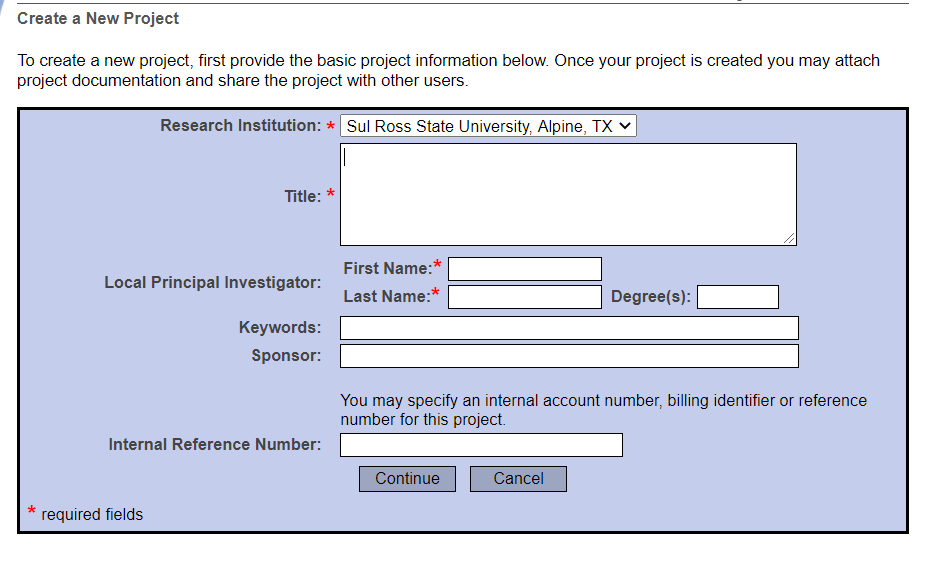 Create a New Project
To create a new project, first provide the basic project information below. Once your project is created you may attach
project documentation and share the project with other users.
Research Institution: * Sul Ross State University, Alpine, TX
Title: *
Local Principal Investigator:
First Name:*
Last Name:* Degree(s):
Keywords:
Sponsor:
You may specify an internal account number, billing identifier or reference
number for this project.
Internal Reference Number:
Continue Cancel
* required fields